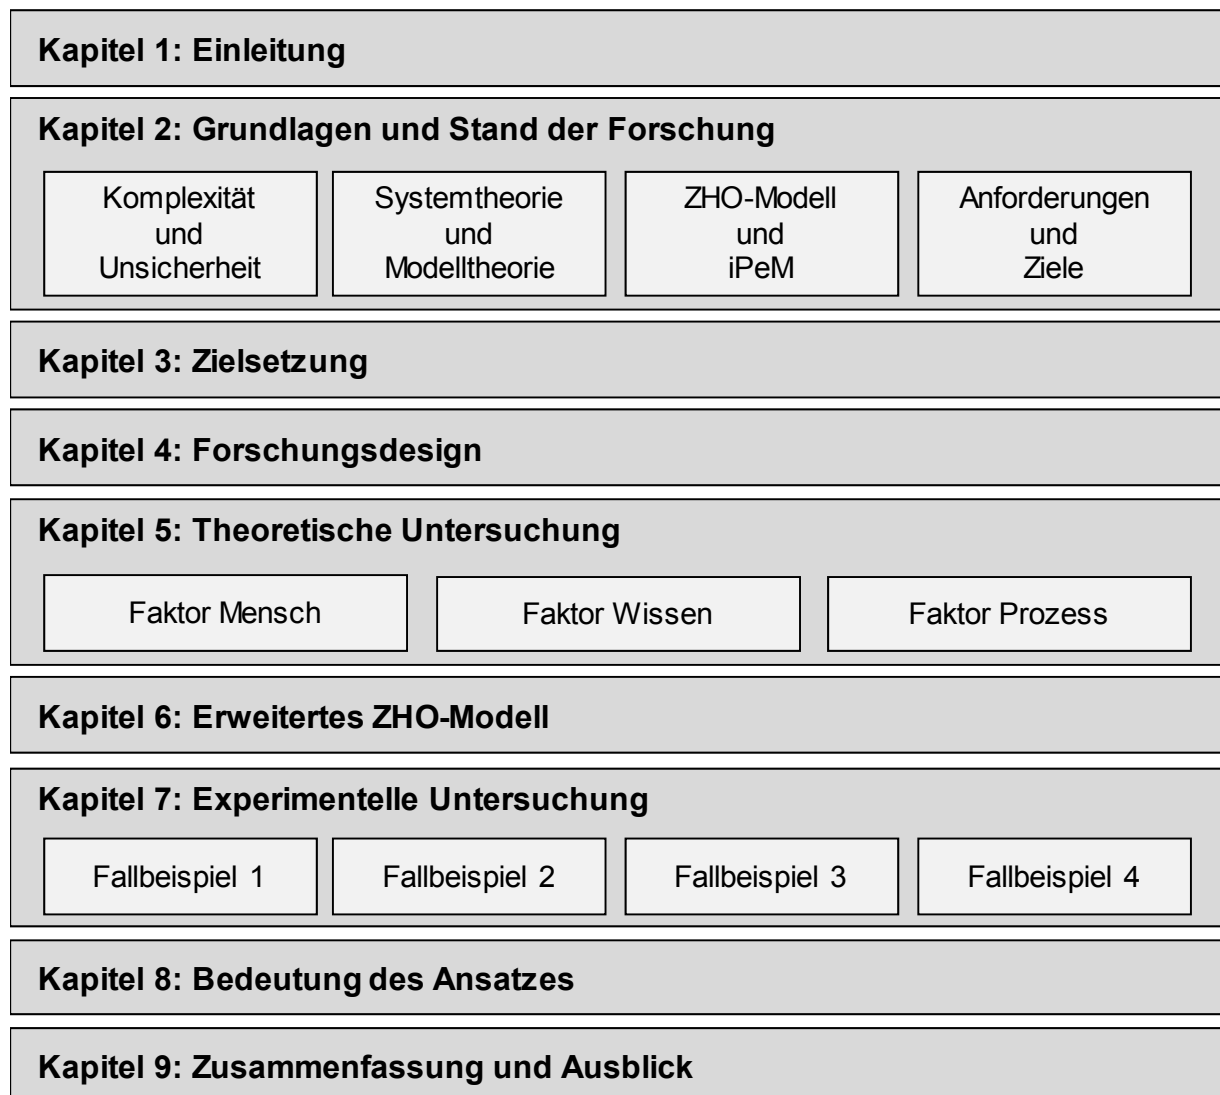 Kapitel 1: Einleitung
Kapitel 2: Grundlagen und Stand der Forschung
Komplexität
und
Unsicherheit
Systemtheorie
und
Modelltheorie
ZHO-Modell
und
iPeM
Anforderungen
und
Ziele
Kapitel 3: Zielsetzung
Kapitel 4: Forschungsdesign
Kapitel 5: Theoretische Untersuchung
Faktor Mensch
Faktor Wissen
Faktor Prozess
Kapitel 6: Erweitertes ZHO-Modell
Kapitel 7: Experimentelle Untersuchung
Fallbeispiel 1
Fallbeispiel 2
Fallbeispiel 3
Fallbeispiel 4
Kapitel 8: Bedeutung des Ansatzes
Kapitel 9: Zusammenfassung und Ausblick